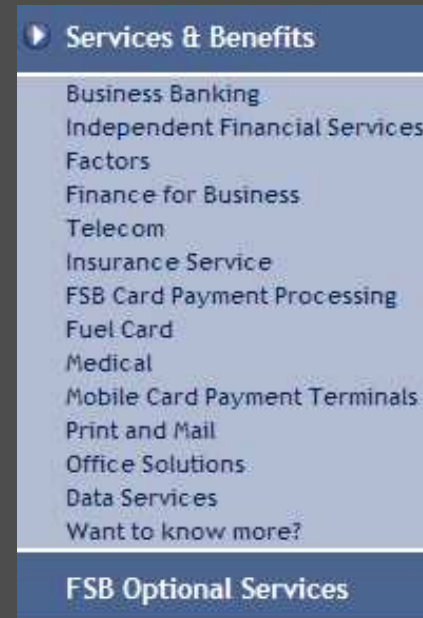 Services & Benefits
Business Banking
Independent Financial Services
Factors
Finance for Business
Telecom
Insurance Service
FSB Card Payment Processing
Fuel Card
Medical
Mobile Card Payment Terminals
Print and Mail
Office Solutions
Data Services
Want to know more?
FSB Optional Services